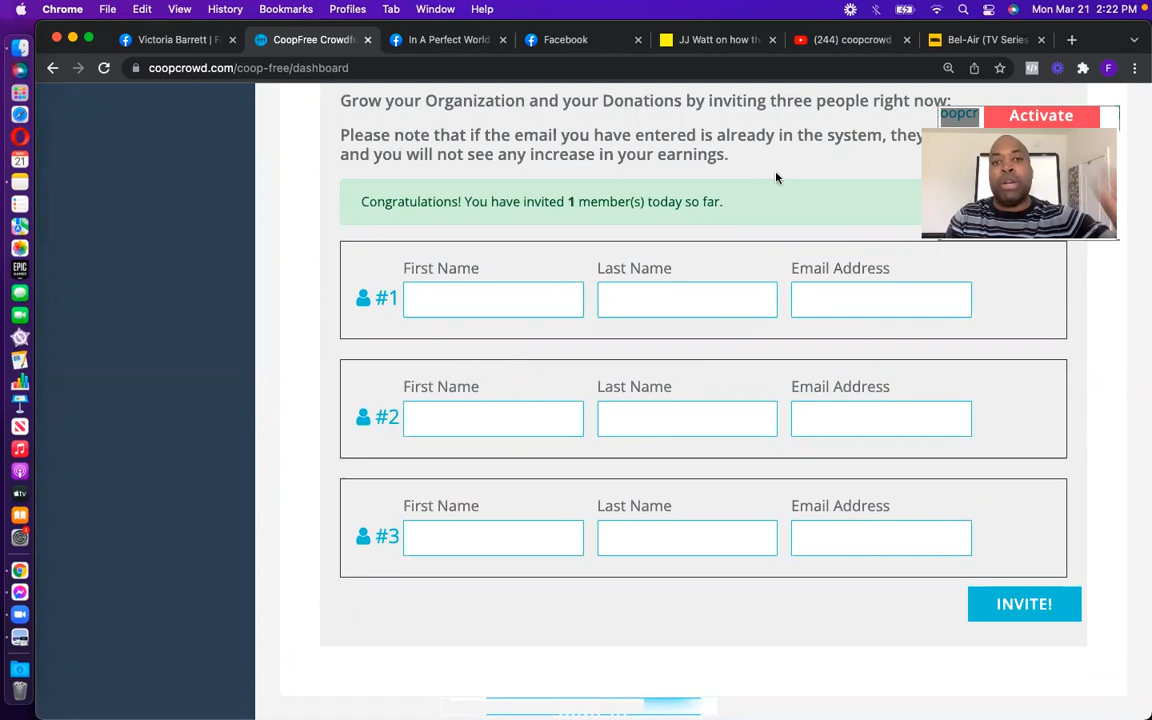 Chrome File Edit View History Bookmarks Profiles Tab Window Help Mon Mar 21 2:22 PM
Victoria Barrett | F
CoopFree Crowdfu
In A Perfect World
Facebook
JJ Watt on how th
(244) coopcrowd
Bel-Air (TV Series
coopcrowd.com/coop-free/dashboard
F
Grow your Organization and your Donations by inviting three people right now:
oopcr
Activate
Please note that if the email you have entered is already in the system, they
and you will not see any increase in your earnings.
Congratulations! You have invited 1 member(s) today so far.
First Name Last Name Email Address
#1
First Name Last Name Email Address
#2
First Name Last Name Email Address
#3
INVITE!